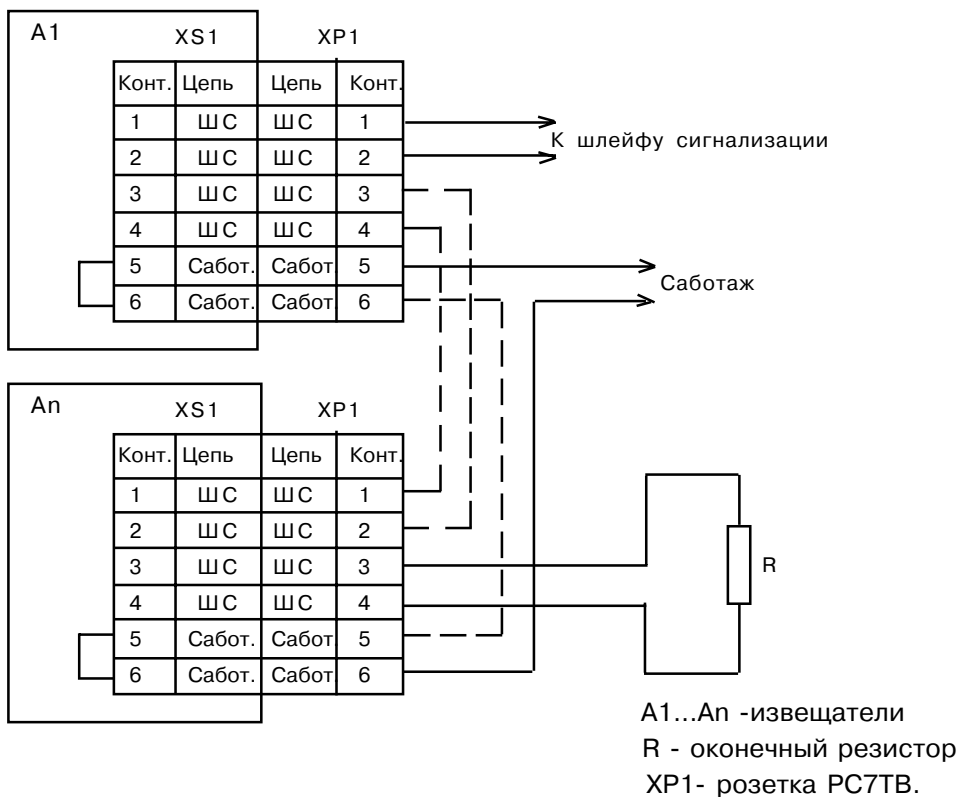 A1
XS1 XP1
Конт. Цепь Цепь Конт.
1 ШС ШС 1
К шлейфу сигнализации
2 ШС ШС 2
3 ШС ШС 3
4 ШС ШС 4
5 Сабот. Сабот 5
Саботаж
6 Сабот. Сабот 6
An
XS1 XP1
Конт. Цепь Цепь Конт.
1 ШС ШС 1
2 ШС ШС 2
3 ШС ШС 3
R
4 ШС ШС 4
5 Сабот. Сабот 5
6 Сабот. Сабот 6
A1...An -извещатели
R - оконечный резистор
XP1- розетка РС7ТВ.